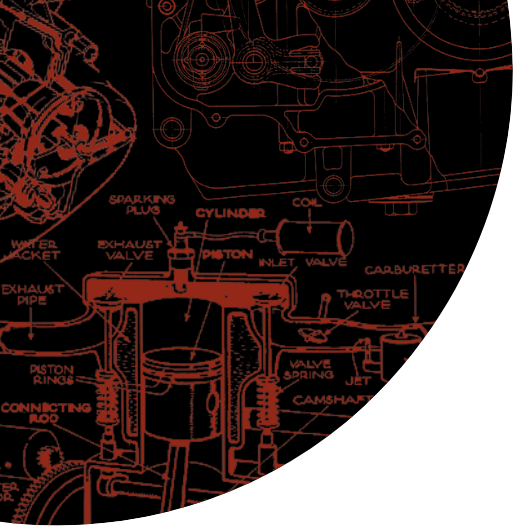 SPARKING
PLUG
CYLINDER
COIL
WATER
JACKET
EXHAUST
VALVE
PISTON
INLET VALVE
CARBURETTER
EXHAUST
PIPE
THROTTLE
VALVE
PISTON
RINGS
VALVE
SPRING
JET
CONNECTING
ROD
CAMSHAFT